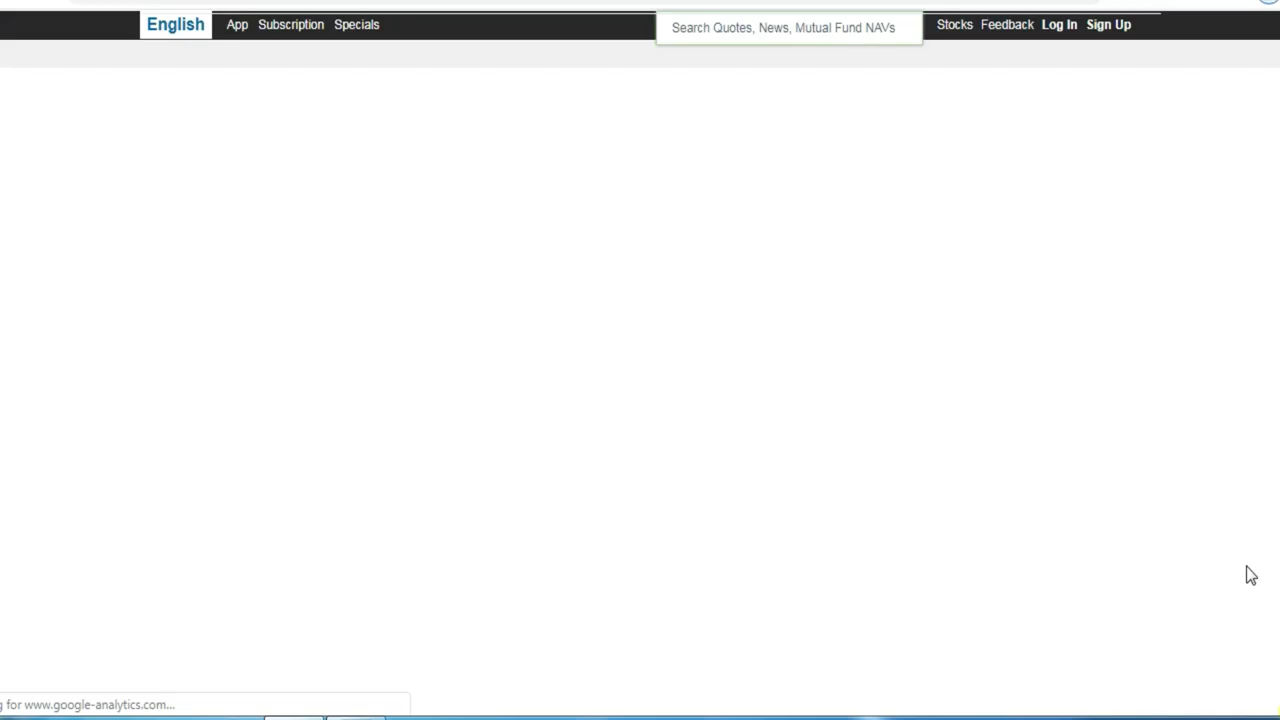 English App Subscription Specials Search Quotes, News, Mutual Fund NAVs Stocks Feedback Log In Sign Up
g for www.google-analytics.com...